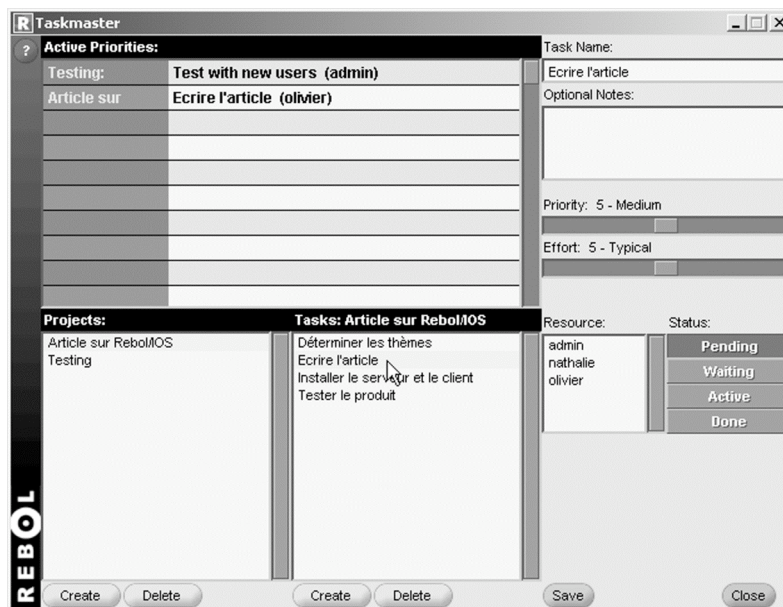 R Taskmaster
? Active Priorities:
Testing: Test with new users (admin)
Article sur Ecrire l'article (olivier)
Task Name:
Ecrire l'article
Optional Notes:
Priority: 5 - Medium
Effort: 5 - Typical
Projects:
Article sur Rebol/IOS
Testing
Create Delete
Tasks: Article sur Rebol/IOS
Déterminer les thèmes
Ecrire l'article
Installer le serveur et le client
Tester le produit
Create Delete
Resource:
admin
nathalie
olivier
Status:
Pending
Waiting
Active
Done
Save Close
REBOL